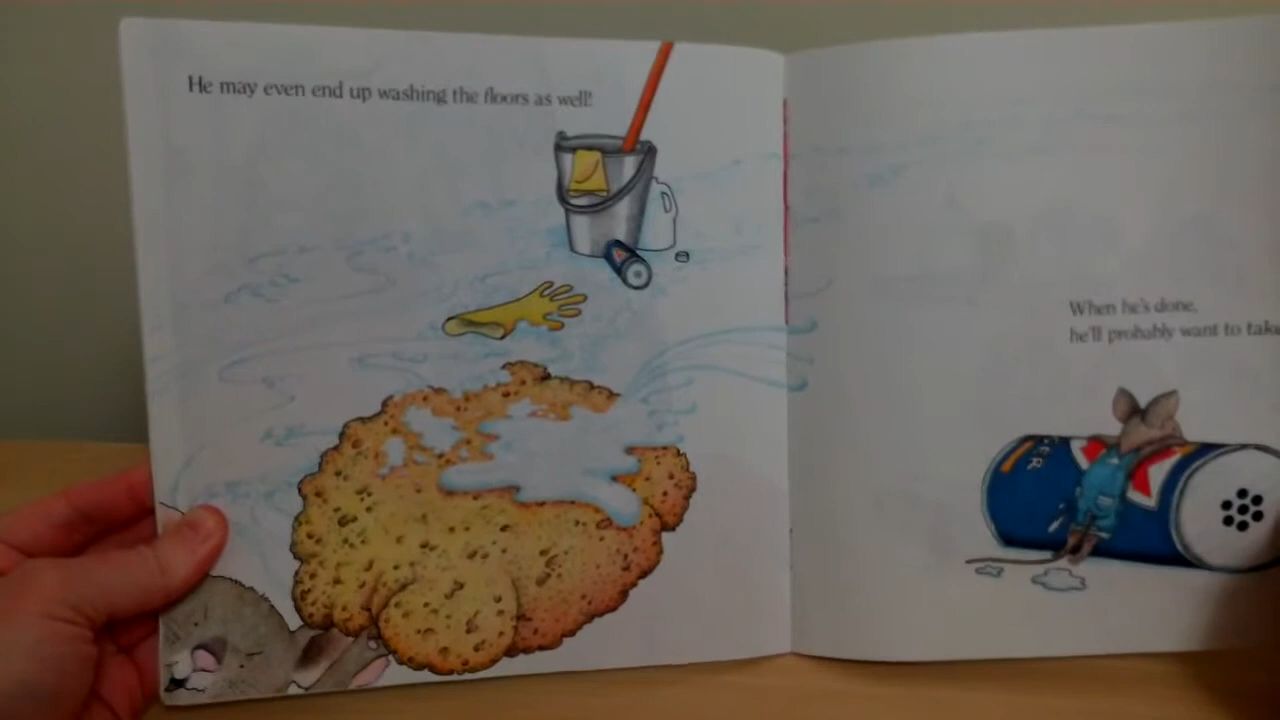 He may even end up washing the floors as well!
When he's done,
he'll probably want to take